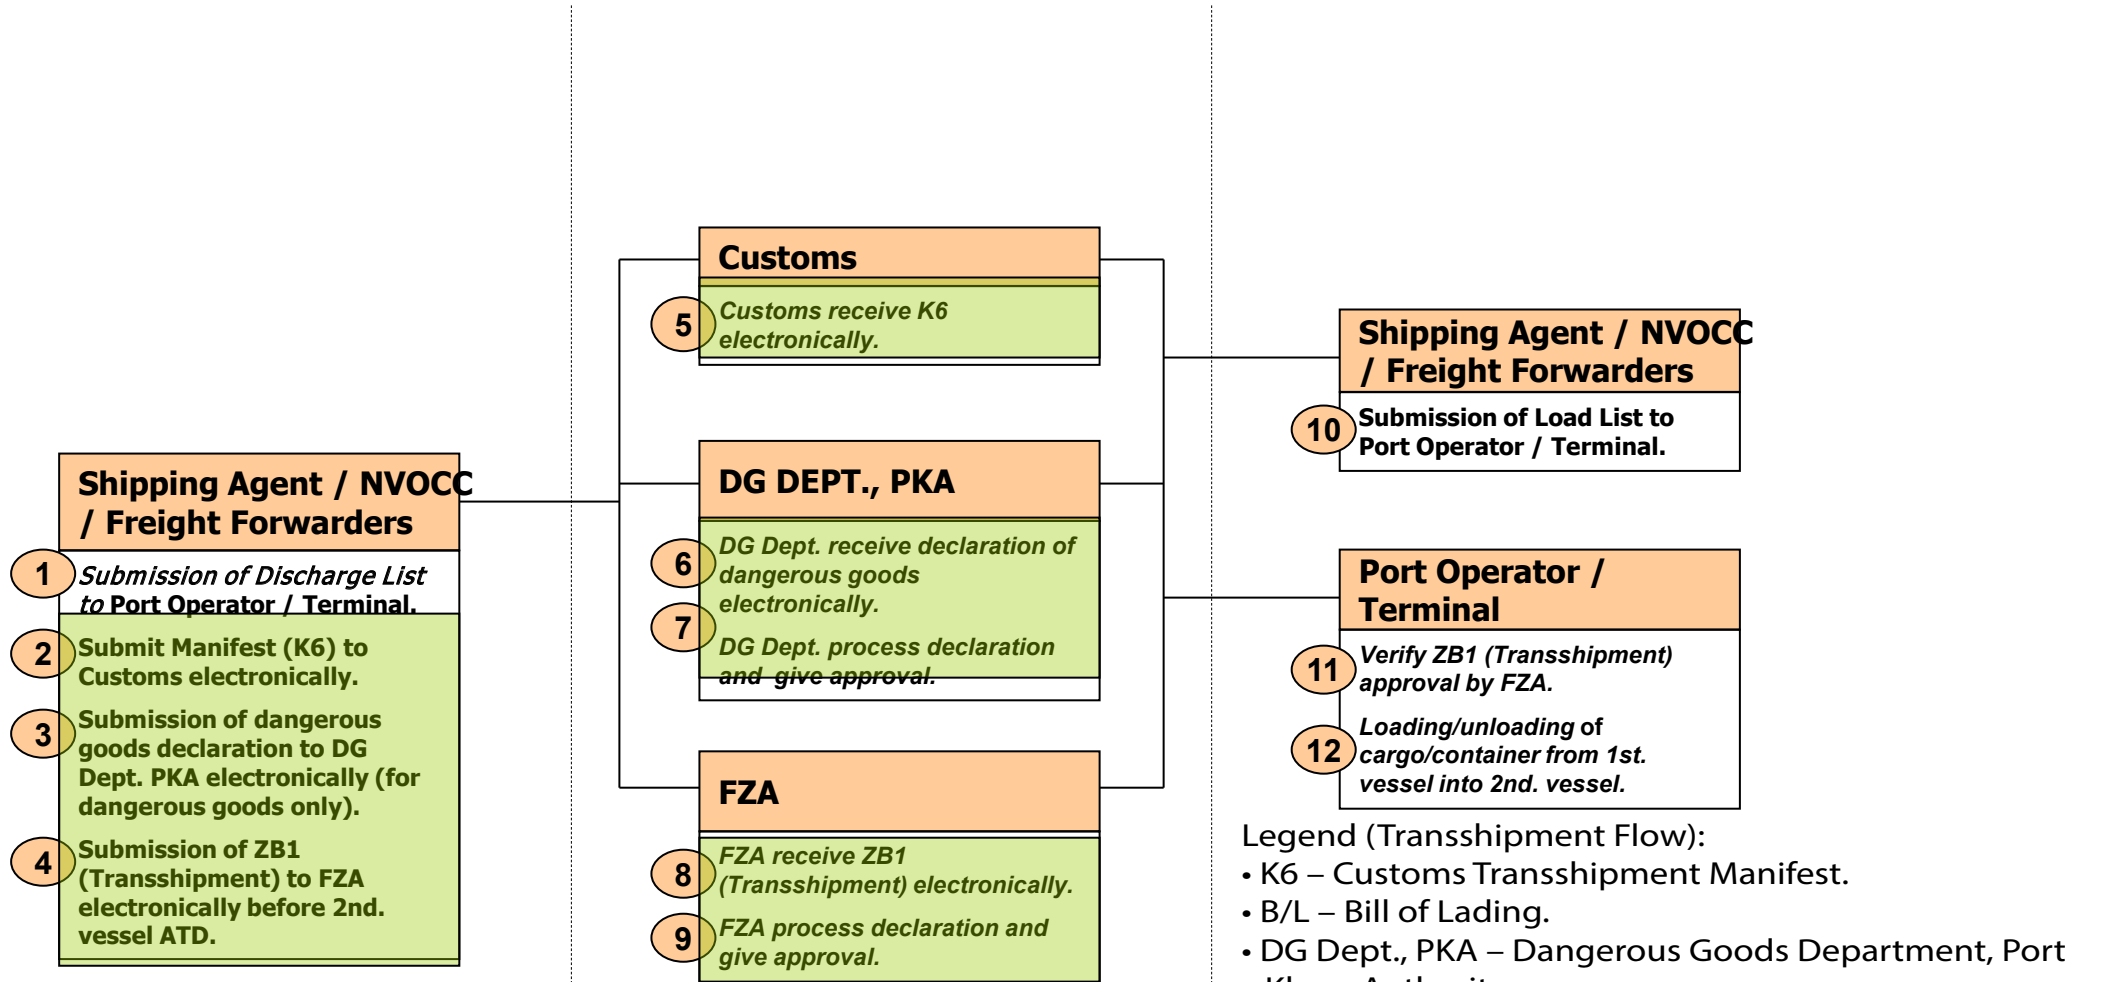 Shipping Agent / NVOCC
/ Freight Forwarders
1
Submission of Discharge List
to Port Operator / Terminal.
2
Submit Manifest (K6) to
Customs electronically.
3
Submission of dangerous
goods declaration to DG
Dept. PKA electronically (for
dangerous goods only).
4
Submission of ZB1
(Transshipment) to FZA
electronically before 2nd.
vessel ATD.
Customs
5
Customs receive K6
electronically.
DG DEPT., PKA
6
DG Dept. receive declaration of
dangerous goods
electronically.
7
DG Dept. process declaration
and give approval.
FZA
8
FZA receive ZB1
(Transshipment) electronically.
9
FZA process declaration and
give approval.
Shipping Agent / NVOCC
/ Freight Forwarders
10
Submission of Load List to
Port Operator / Terminal.
Port Operator /
Terminal
11
Verify ZB1 (Transshipment)
approval by FZA.
12
Loading/unloading of
cargo/container from 1st.
vessel into 2nd. vessel.
Legend (Transshipment Flow):
• K6 – Customs Transshipment Manifest.
• B/L – Bill of Lading.
• DG Dept., PKA – Dangerous Goods Department, Port